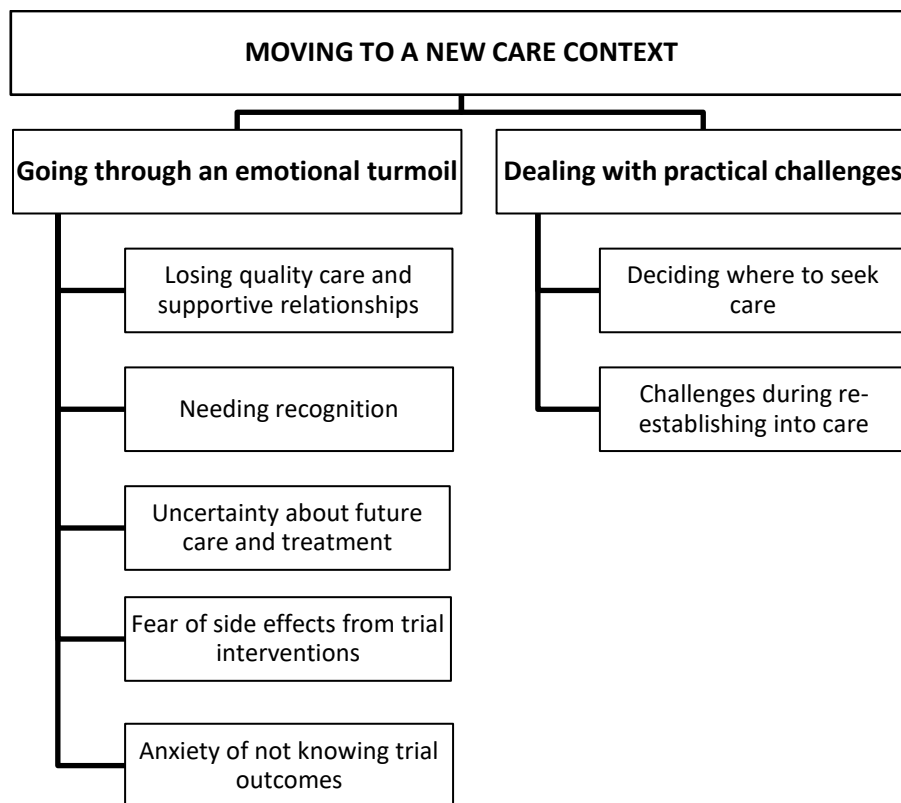 MOVING TO A NEW CARE CONTEXT
Going through an emotional turmoil
Losing quality care and
supportive relationships
Needing recognition
Uncertainty about future
care and treatment
Fear of side effects from trial
interventions
Anxiety of not knowing trial
outcomes
Dealing with practical challenges
Deciding where to seek
care
Challenges during re-
establishing into care